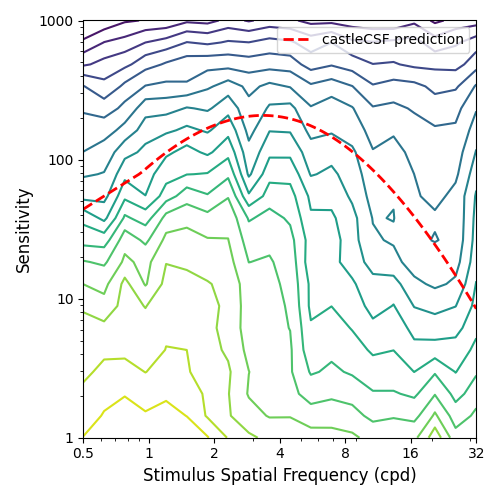 1000
castleCSF prediction
100
Sensitivity
10
1
0.5 1 2 4 8 16 32
Stimulus Spatial Frequency (cpd)